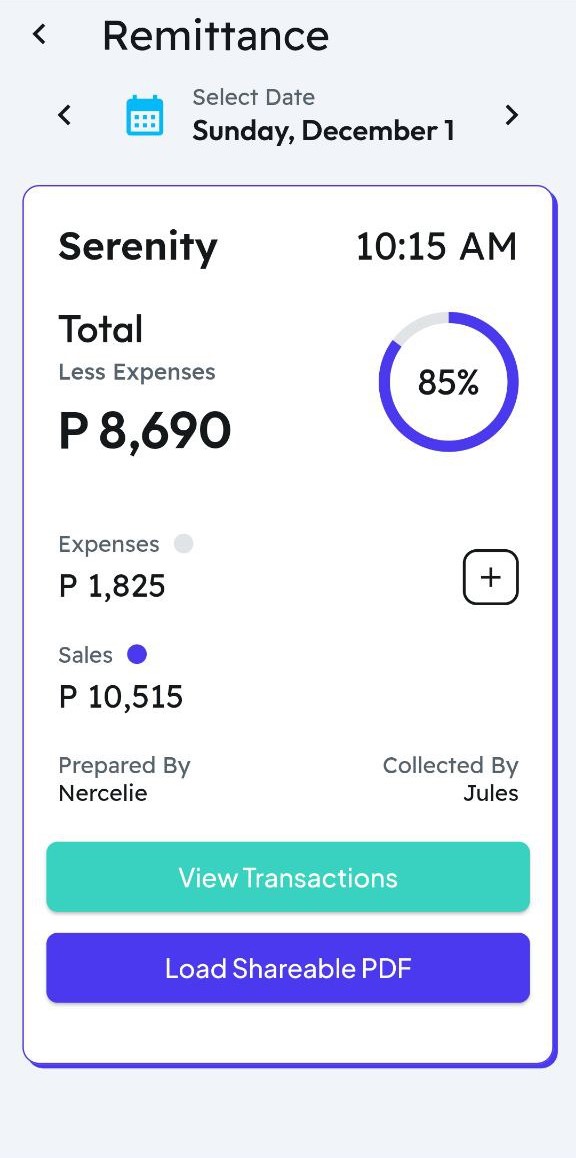 Remittance
Select Date
Sunday, December 1
Serenity 10:15 AM
Total
Less Expenses
P 8,690
85%
Expenses
P 1,825
+
Sales
P 10,515
Prepared By Collected By
Nercelie Jules
View Transactions
Load Shareable PDF